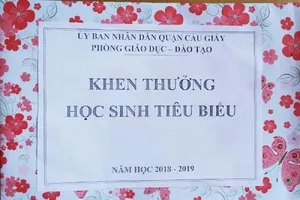 ỦY BAN NHÂN DÂN QUẬN CẦU GIẤY
PHÒNG GIÁO DỤC – ĐÀO TẠO
KHEN THƯỞNG
HỌC SINH TIÊU BIỂU
NĂM HỌC 2018 - 2019